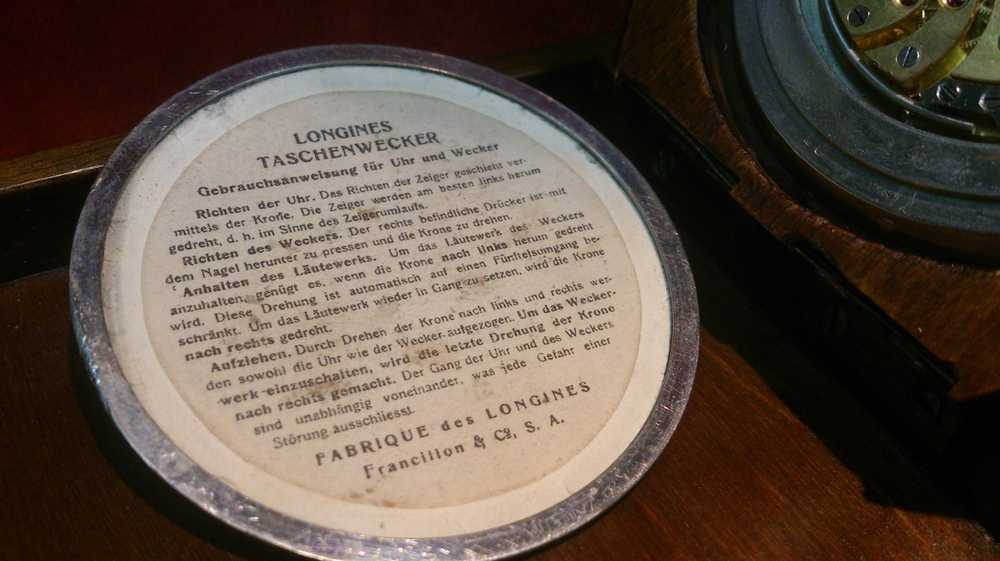 LONGINES
TASCHENWECKER
Gebrauchsanweisung für Uhr und Wecker
Richten der Uhr. Das Richten der Zeiger geschieht ver-
mittels der Krone. Die Zeiger werden am besten links herum
gedreht, d. h. im Sinne des Zeigerumlaufs.
Richten des Weckers. Der rechts befindliche Drücker ist mit
dem Nagel herunter zu pressen und die Krone zu drehen.
Anhalten des Läutewerks. Um das Läutewerk des Weckers
anzuhalten, genügt es, wenn die Krone nach links herum gedreht
wird. Diese Drehung ist automatisch auf einen Fünftelsumgang be-
schränkt. Um das Läutewerk wieder in Gang zu setzen, wird die Krone
nach rechts gedreht.
Aufziehen. Durch Drehen der Krone nach links und rechts wer-
den sowohl die Uhr wie der Wecker aufgezogen. Um das Wecker-
werk einzuschalten, wird die letzte Drehung der Krone
nach rechts gemacht. Der Gang der Uhr und des Weckers
sind unabhängig voneinander, was jede Gefahr einer
Störung ausschliesst.
FABRIQUE des LONGINES
Francillon & Co, S. A.